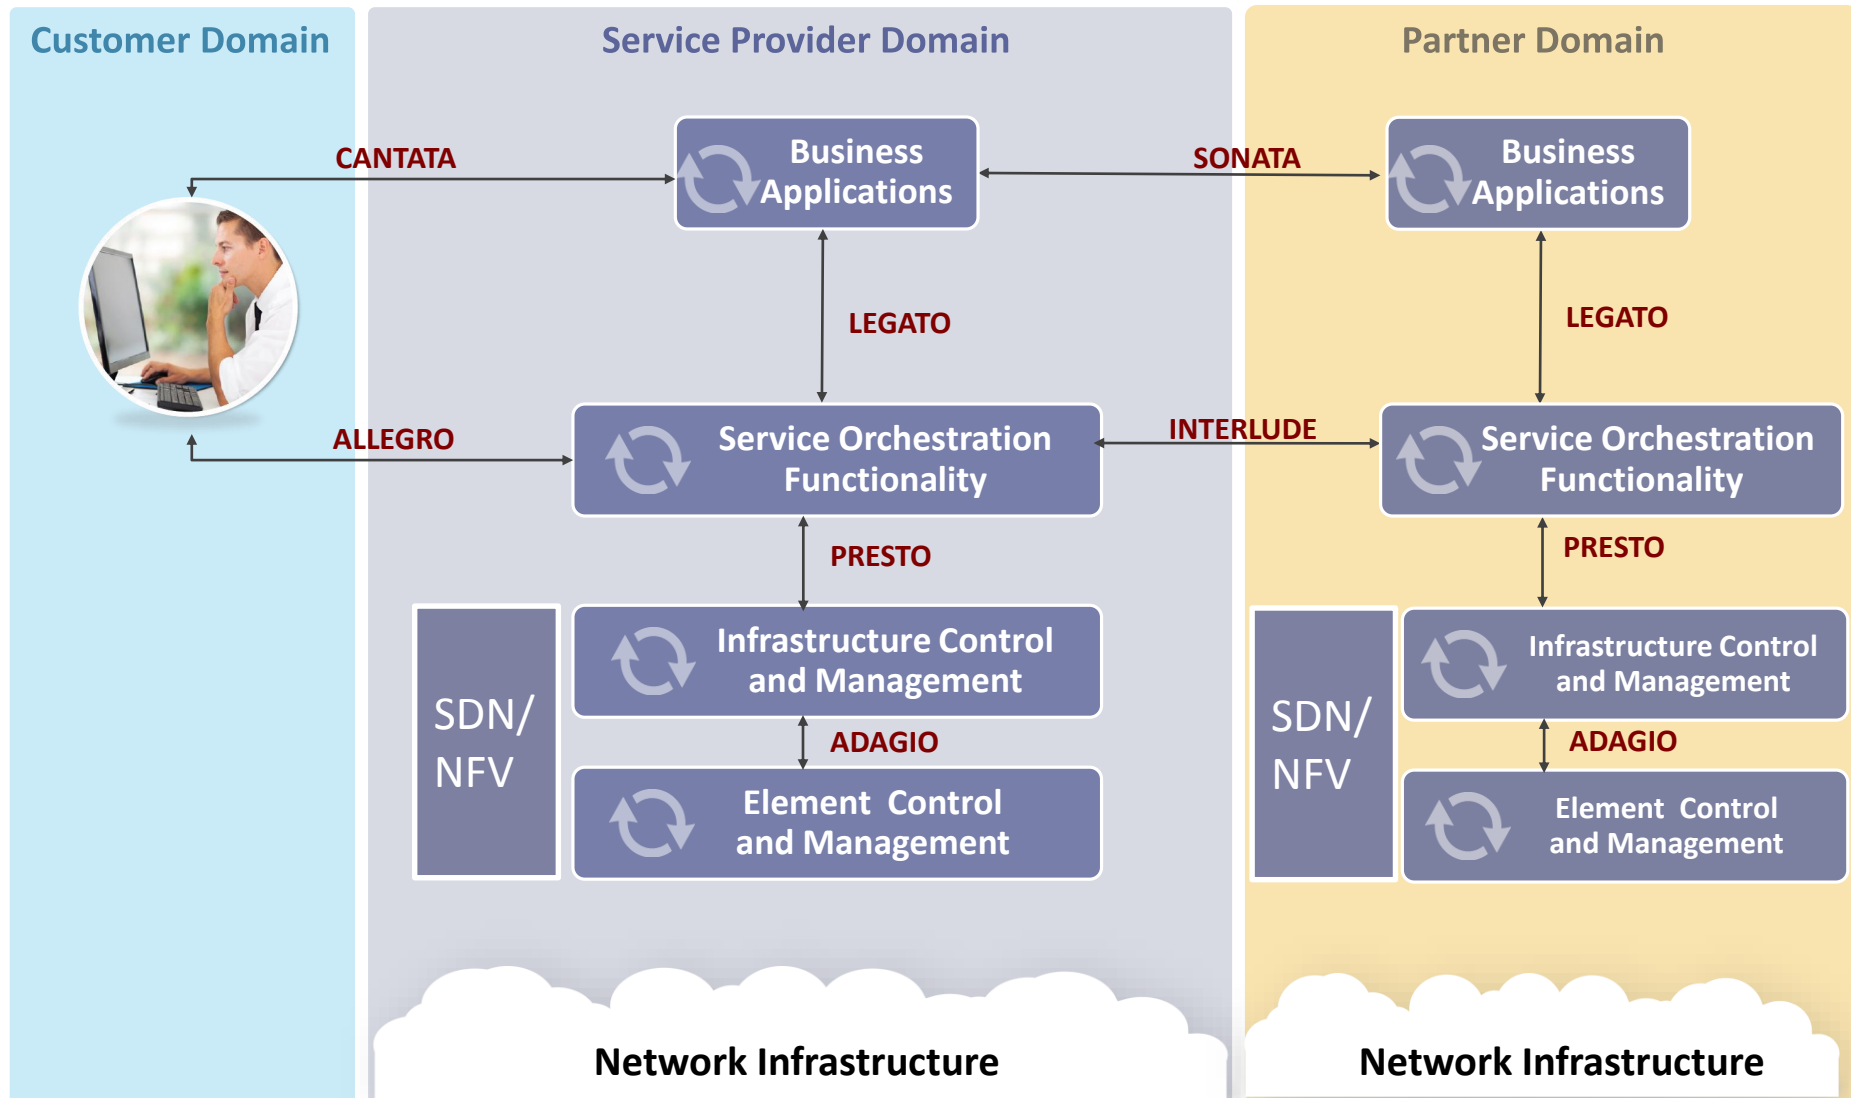 Customer Domain
Service Provider Domain
Partner Domain
CANTATA
Business
Applications
SONATA
Business
Applications
LEGATO
LEGATO
ALLEGRO
Service Orchestration
Functionality
INTERLUDE
Service Orchestration
Functionality
PRESTO
PRESTO
SDN/
NFV
Infrastructure Control
and Management
ADAGIO
Element  Control
and Management
SDN/
NFV
Infrastructure Control
and Management
ADAGIO
Element  Control
and Management
Network Infrastructure
Network Infrastructure